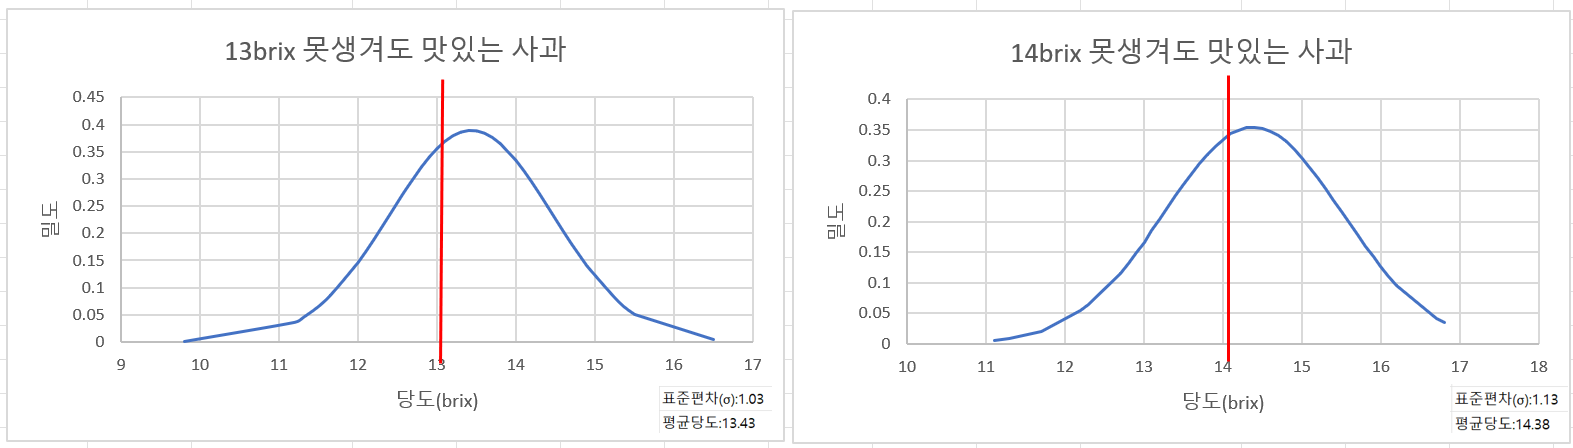 13brix 못생겨도 맛있는 사과
0.45
0.4
0.35
0.3
0.25
0.2
0.15
0.1
0.05
0
밀도
9 10 11 12 13 14 15 16 17
당도(brix)
표준편차(σ):1.03
평균당도:13.43
14brix 못생겨도 맛있는 사과
0.4
0.35
0.3
0.25
0.2
0.15
0.1
0.05
0
밀도
10 11 12 13 14 15 16 17 18
당도(brix)
표준편차(σ):1.13
평균당도:14.38